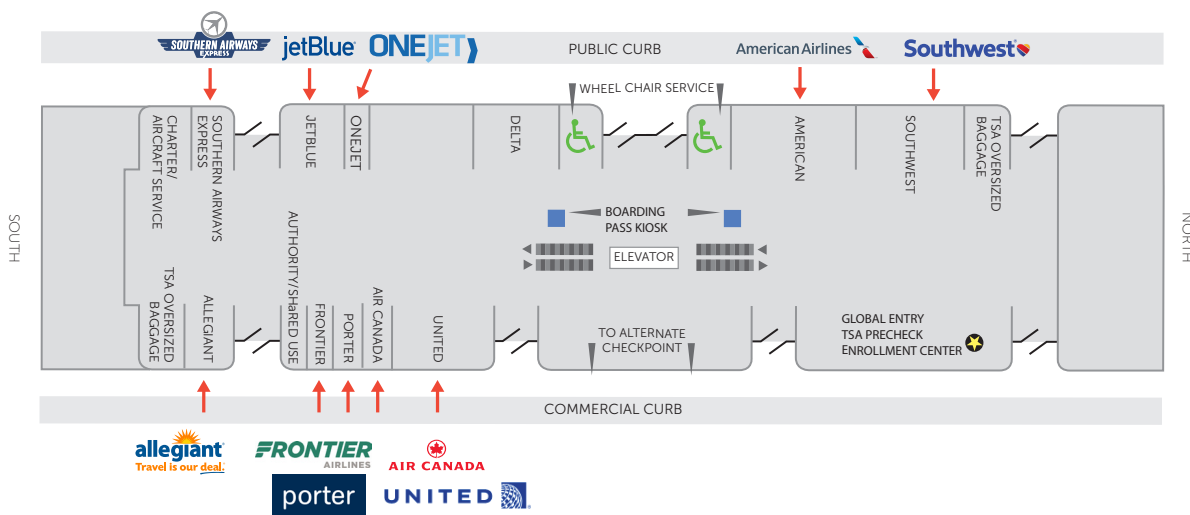 SOUTHERN AIRWAYS
EXPRESS
jetBlue
ONEJET
PUBLIC CURB
American Airlines
Southwest
WHEEL CHAIR SERVICE
CHARTER/
AIRCRAFT SERVICE
SOUTHERN AIRWAYS
EXPRESS
JETBLUE
ONEJET
DELTA
AMERICAN
SOUTHWEST
TSA OVERSIZED
BAGGAGE
SOUTH
NORTH
BOARDING
PASS KIOSK
ELEVATOR
TSA OVERSIZED
BAGGAGE
ALLEGIANT
AUTHORITY/SHaRED USE
FRONTIER
PORTER
AIR CANADA
UNITED
TO ALTERNATE
CHECKPOINT
GLOBAL ENTRY
TSA PRECHECK
ENROLLMENT CENTER
COMMERCIAL CURB
allegiant
Travel is our deal.
FRONTIER
AIRLINES
AIR CANADA
porter
UNITED